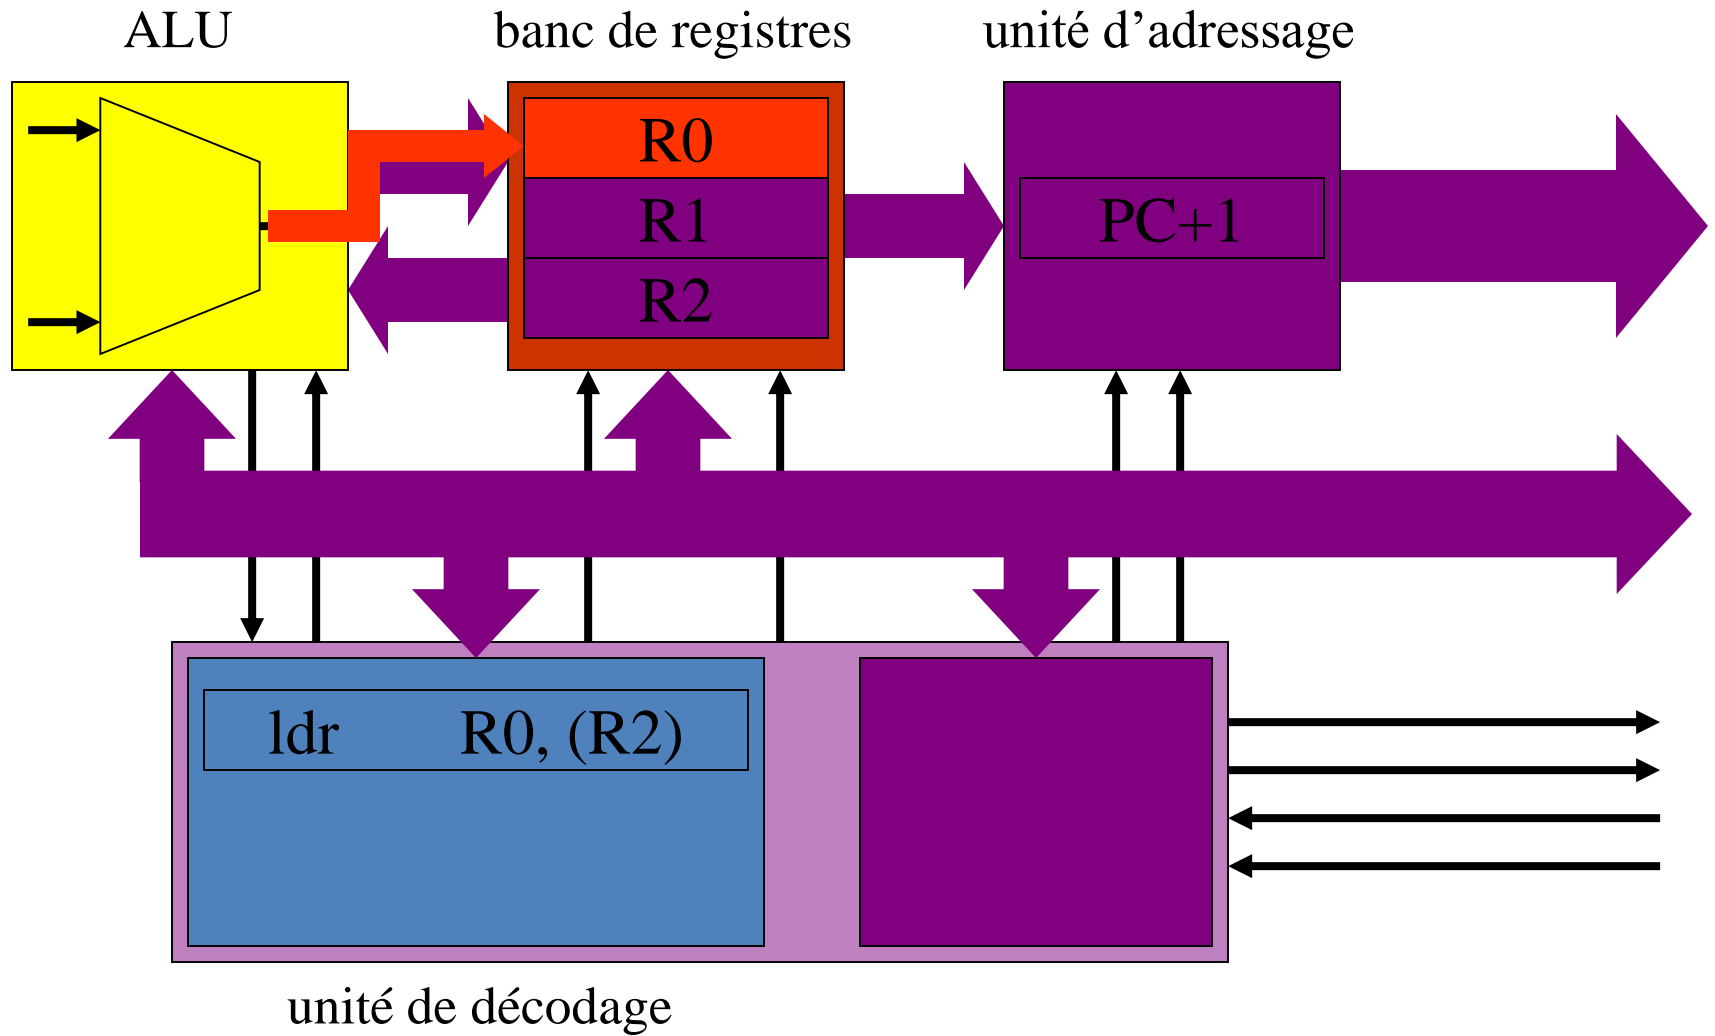 ALU
banc de registres
unité d’adressage
R0
R1
R2
PC+1
ldr R0, (R2)
unité de décodage